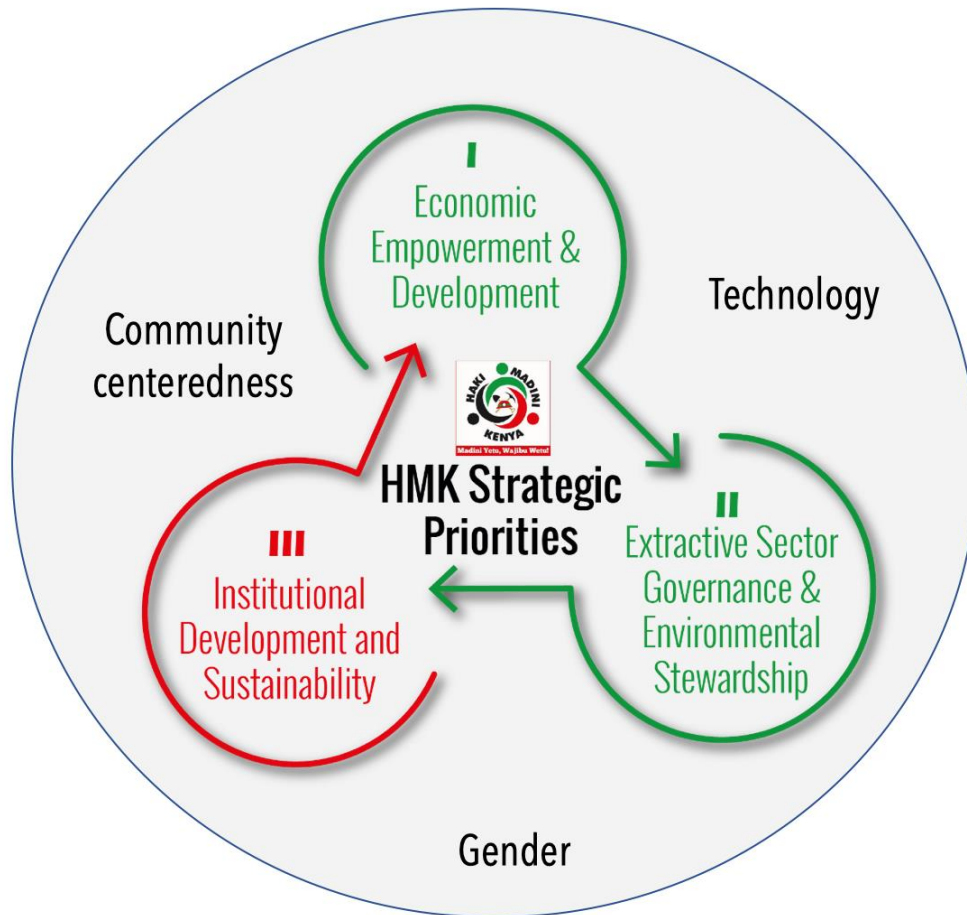 I
Economic
Empowerment &
Development
Technology
Community
centeredness
HAKI MADINI
KENYA
Madini Yetu, Wajibu Wetu!
HMK Strategic
Priorities
II
Extractive Sector
Governance &
Environmental
Stewardship
III
Institutional
Development and
Sustainability
Gender